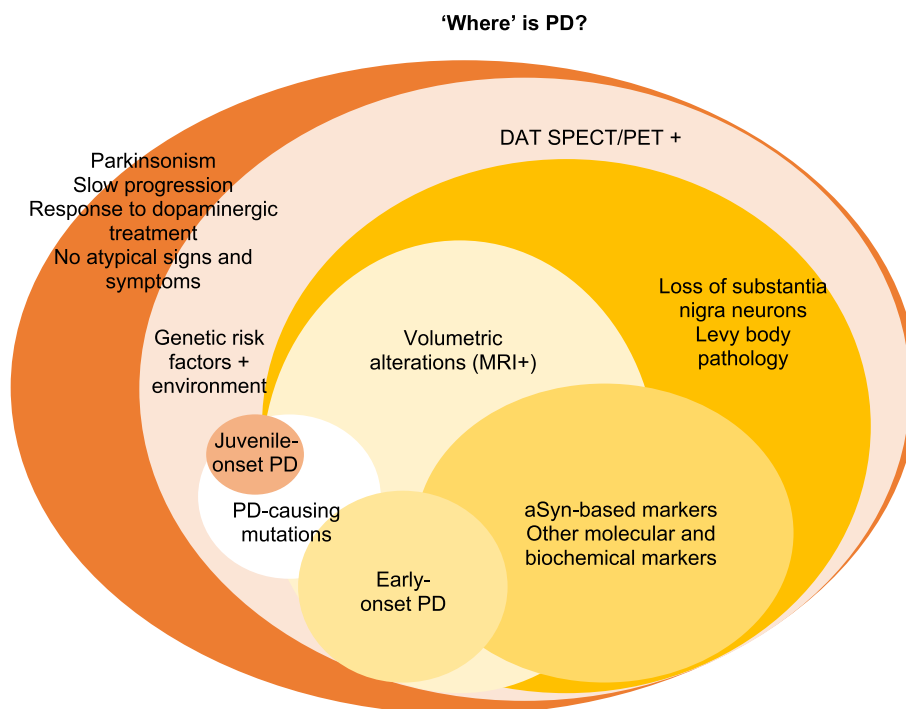 ‘Where’ is PD?
DAT SPECT/PET +
Parkinsonism
Slow progression
Response to dopaminergic
treatment
No atypical signs and
symptoms
Loss of substantia
nigra neurons
Levy body
pathology
Genetic risk
factors +
environment
Volumetric
alterations (MRI+)
Juvenile-
onset PD
PD-causing
mutations
aSyn-based markers
Other molecular and
biochemical markers
Early-
onset PD